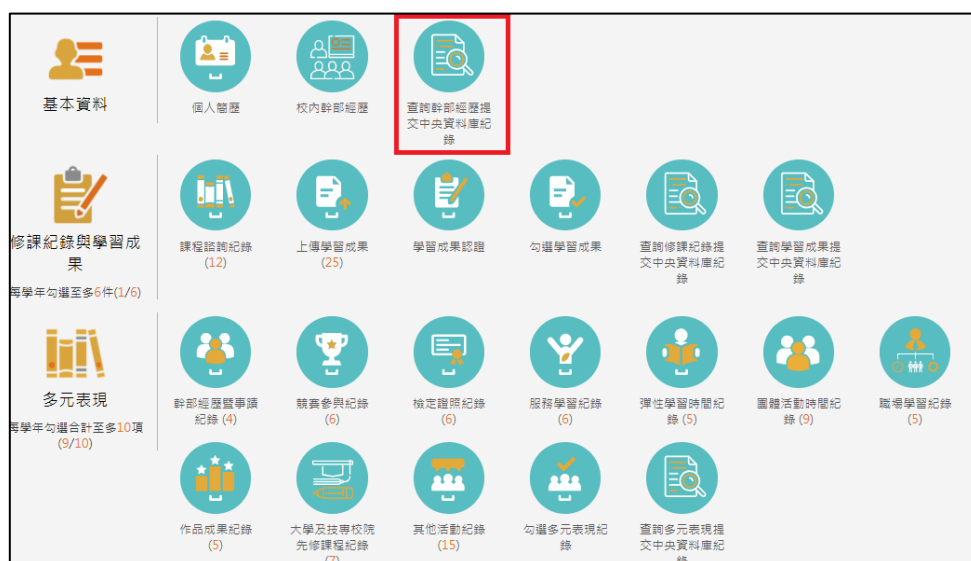 基本資料
個人簡歷
校內幹部經歷
查詢幹部經歷提
交中央資料庫紀
錄
修課紀錄與學習成
果
每學年勾選至多6件(1/6)
課程諮詢紀錄
(12)
上傳學習成果
(25)
學習成果認證
勾選學習成果
查詢修課紀錄提
交中央資料庫紀
錄
查詢學習成果提
交中央資料庫紀
錄
多元表現
每學年勾選合計至多10項
(9/10)
幹部經歷暨事蹟
紀錄 (4)
競賽參與紀錄
(6)
檢定證照紀錄
(6)
服務學習紀錄
(6)
彈性學習時間紀
錄 (5)
團體活動時間紀
錄 (9)
職場學習紀錄
(5)
作品成果紀錄
(5)
大學及技專校院
先修課程紀錄
(7)
其他活動紀錄
(15)
勾選多元表現紀
錄
查詢多元表現提
交中央資料庫紀
錄